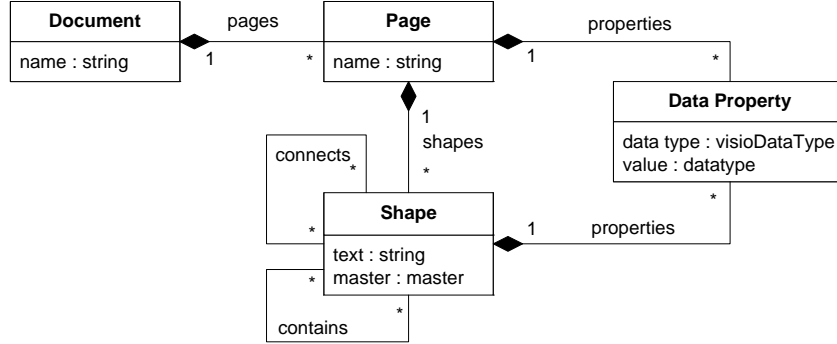 Document
name : string
1
pages
*
Page
name : string
1
properties
*
Data Property
data type : visioDataType
value : datatype
*
1
shapes
*
connects
*
*
Shape
text : string
master : master
1
properties
*
*
contains